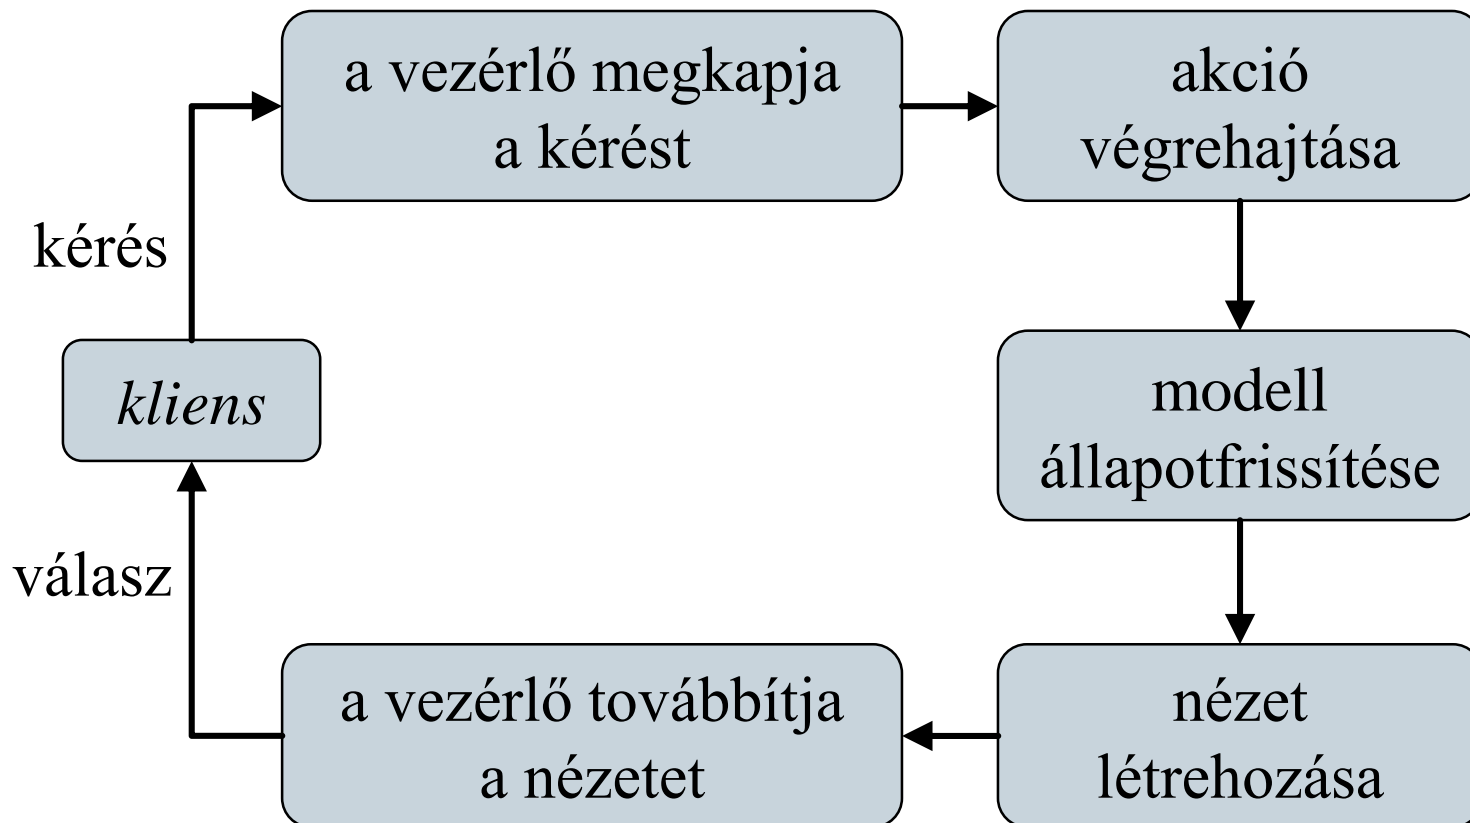 a vezérlő megkapja
a kérést
akció
végrehajtása
kérés
kliens
modell
állapotfrissítése
válasz
a vezérlő továbbítja
a nézetet
nézet
létrehozása